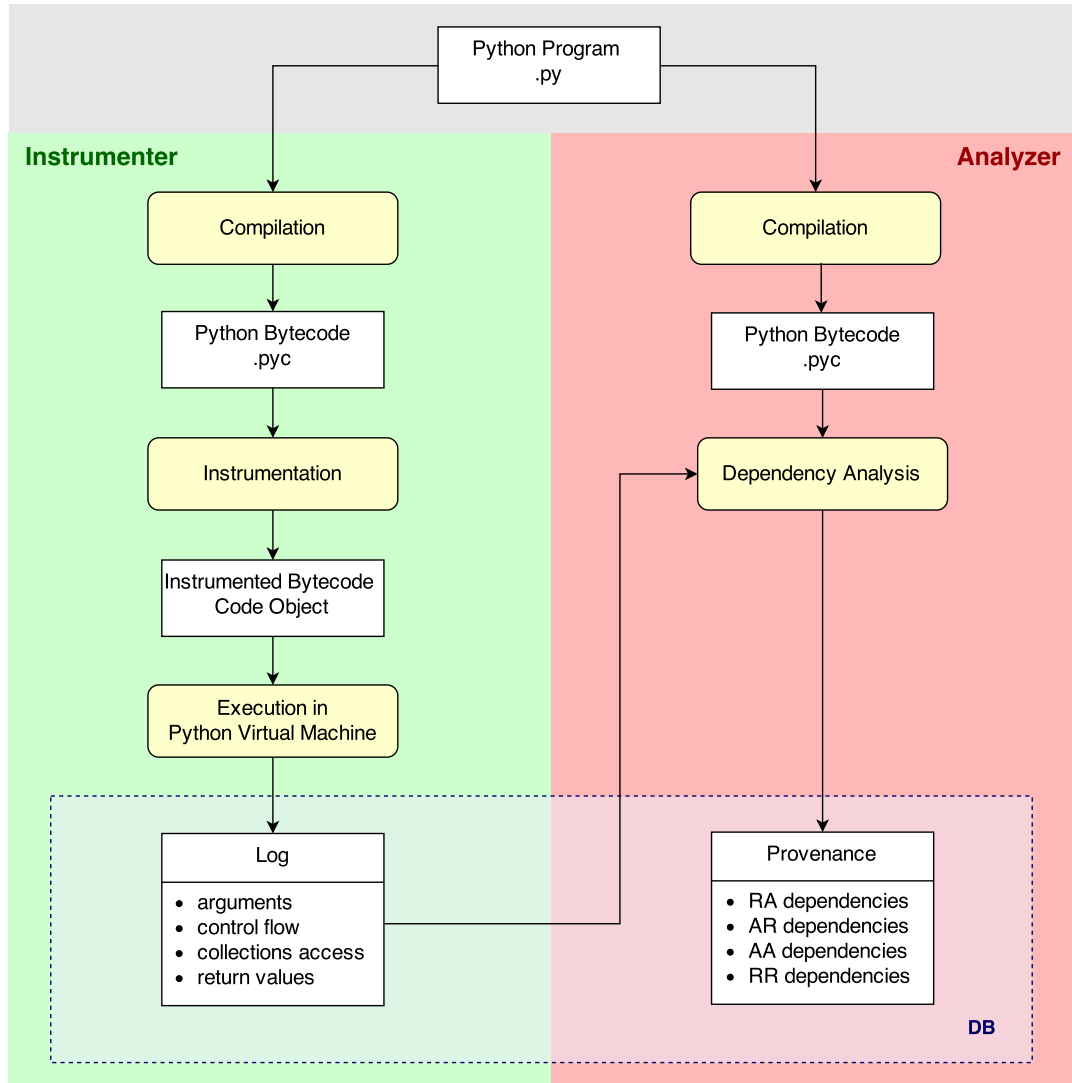 Python Program
.py
Instrumenter
Analyzer
Compilation
Compilation
Python Bytecode
.pyc
Python Bytecode
.pyc
Instrumentation
Dependency Analysis
Instrumented Bytecode
Code Object
Execution in
Python Virtual Machine
Log
• arguments
• control flow
• collections access
• return values
Provenance
• RA dependencies
• AR dependencies
• AA dependencies
• RR dependencies
DB